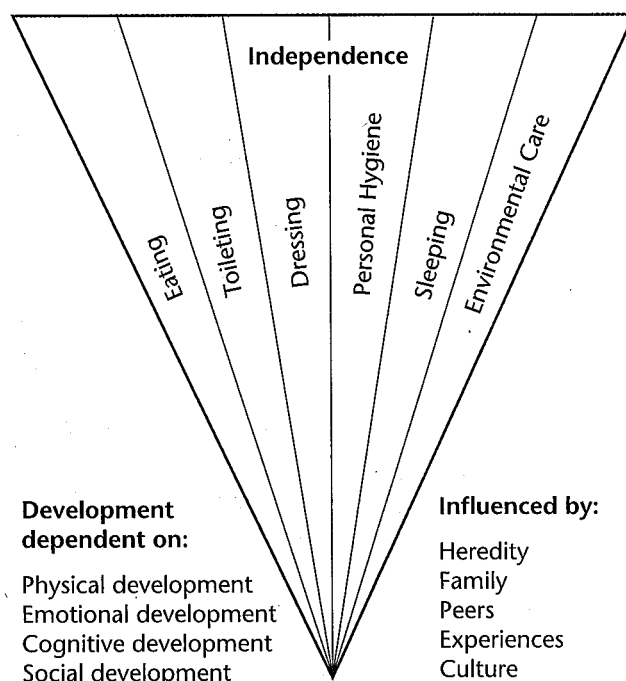 Independence
Eating
Toileting
Dressing
Personal Hygiene
Sleeping
Environmental Care
Development
dependent on:
Physical development
Emotional development
Cognitive development
Social development
Influenced by:
Heredity
Family
Peers
Experiences
Culture